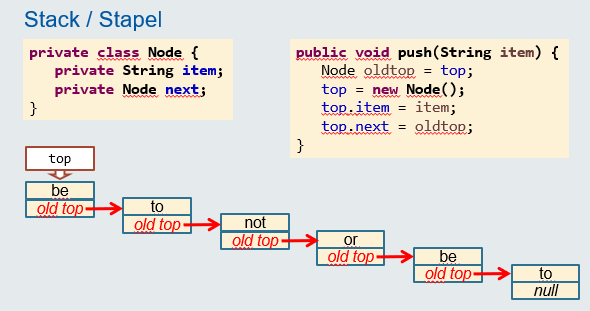 Stack / Stapel
private class Node {
private String item;
private Node next;
}
public void push(String item) {
Node oldtop = top;
top = new Node();
top.item = item;
top.next = oldtop;
}
top
be
old top
to
old top
not
old top
or
old top
be
old top
to
null